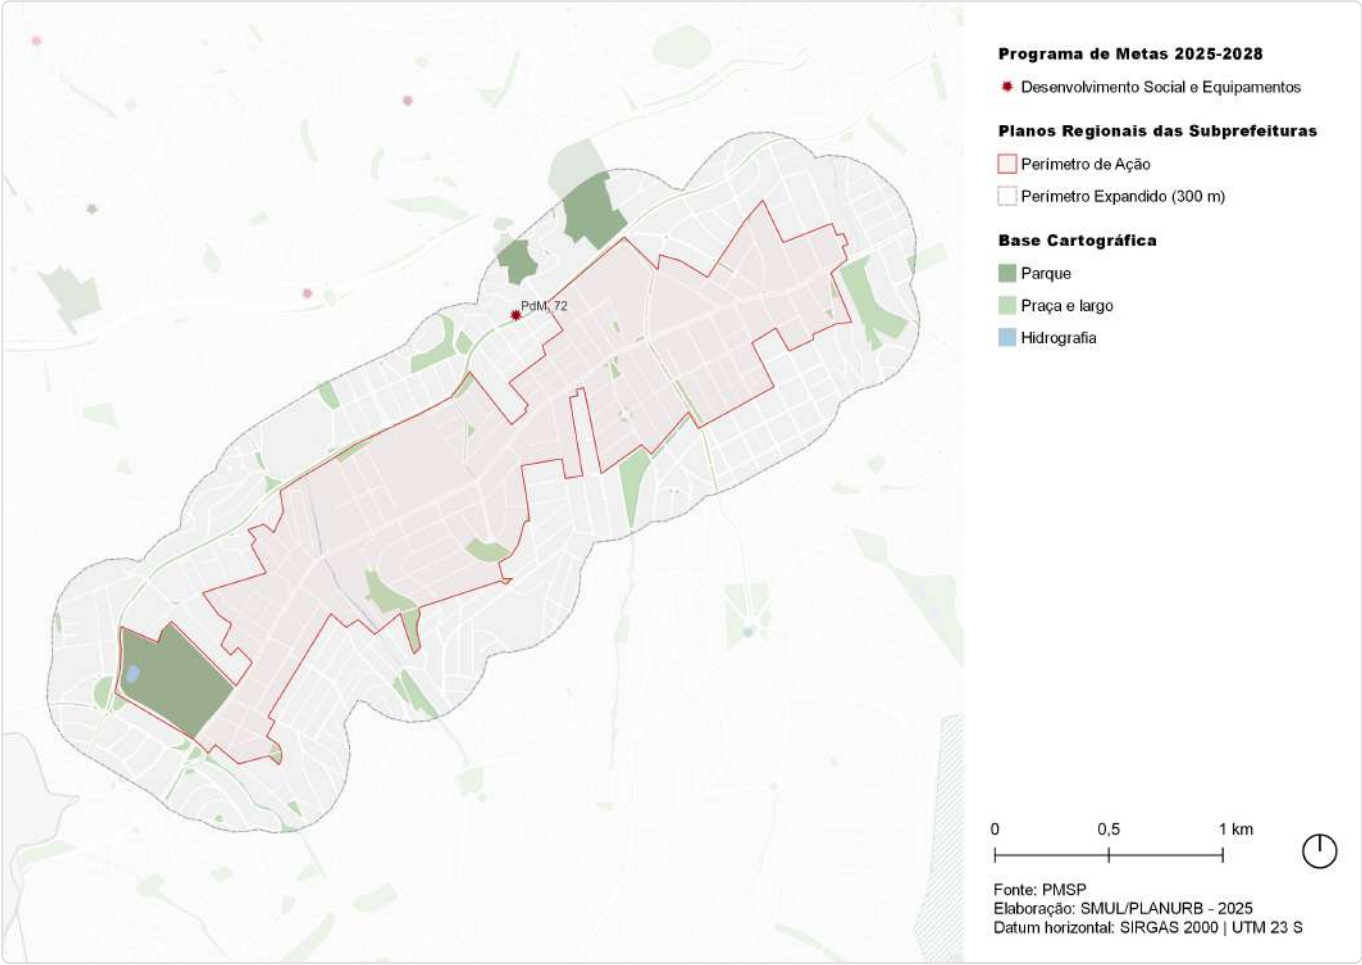 Programa de Metas 2025-2028
Desenvolvimento Social e Equipamentos
Planos Regionais das Subprefeituras
Perímetro de Ação
Perímetro Expandido (300 m)
Base Cartográfica
Parque
Praça e largo
Hidrografia
PdM, 72
0 0,5 1 km
Fonte: PMSP
Elaboração: SMUL/PLANURB - 2025
Datum horizontal: SIRGAS 2000 | UTM 23 S